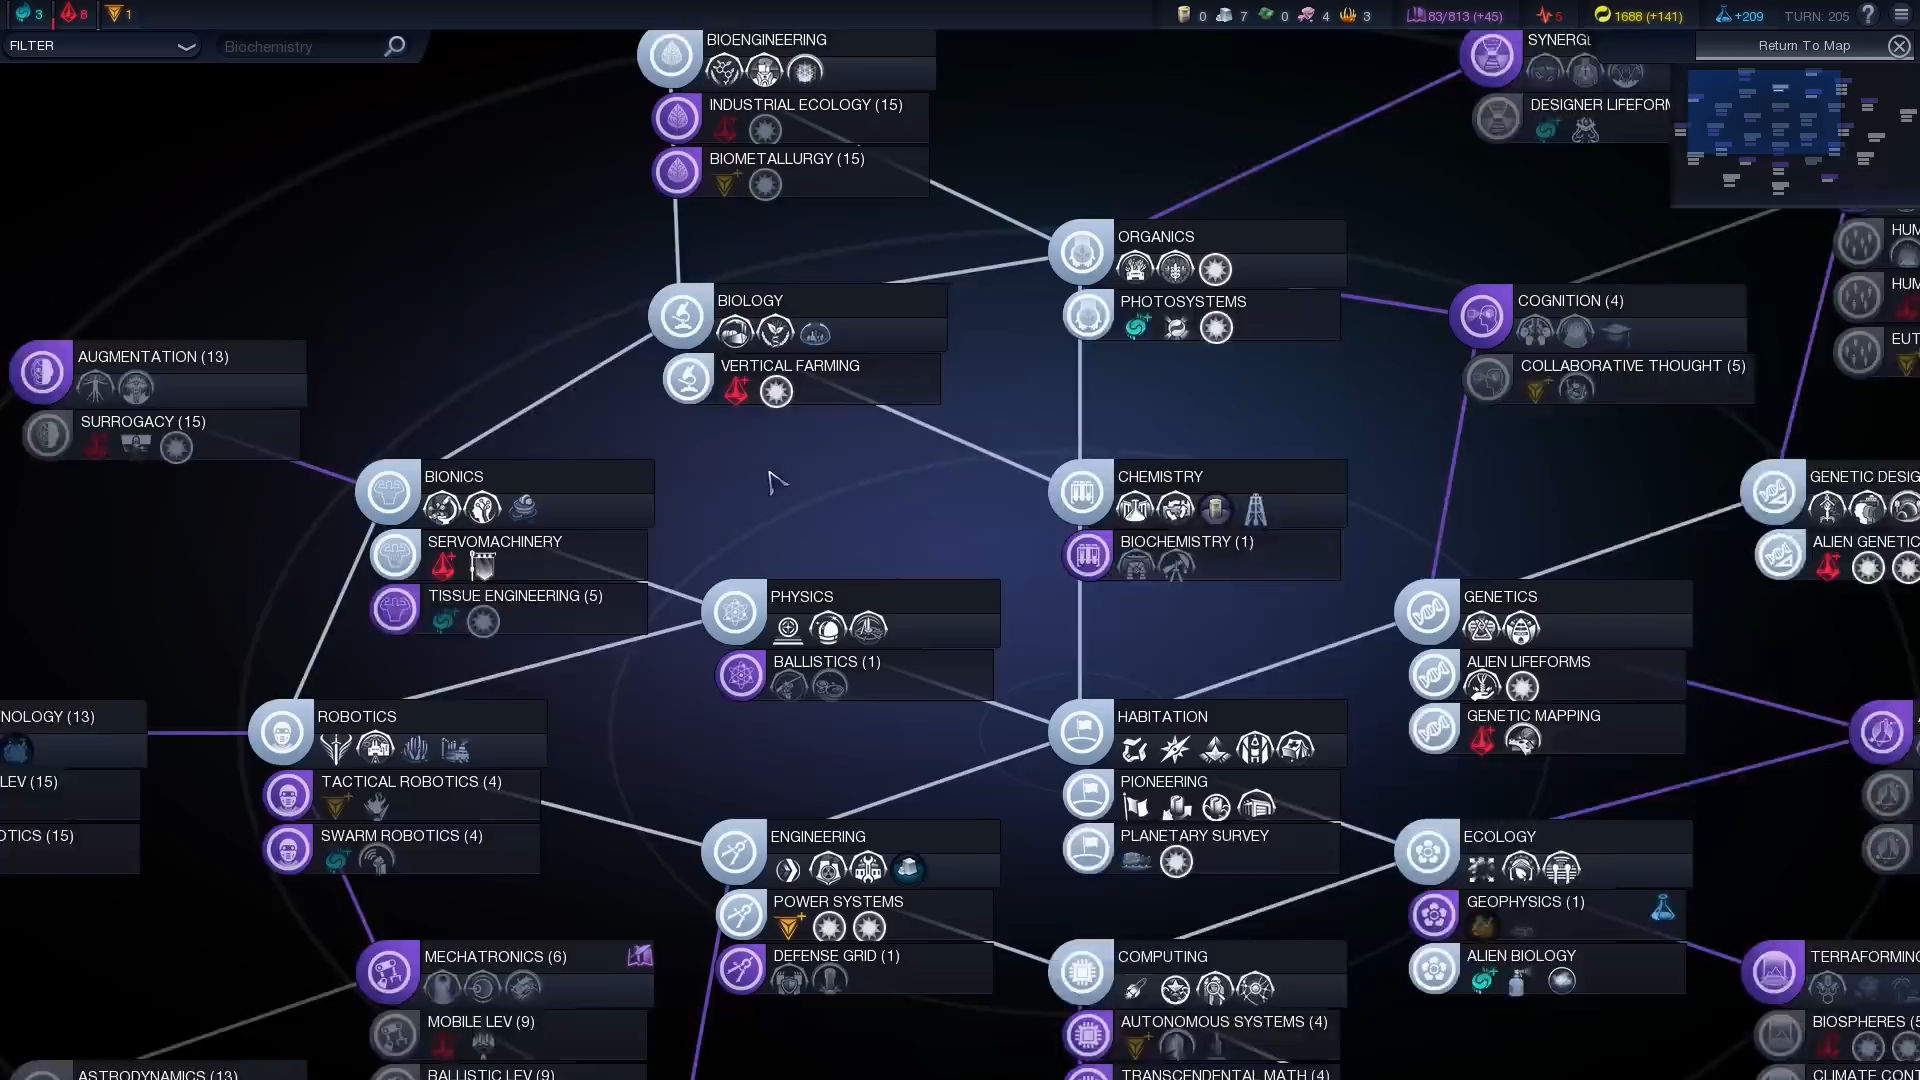 3 8 1 0 7 0 4 3 83/813 (+45) 5 1688 (+141) +209 TURN: 205 ?
FILTER Biochemistry Return To Map
BIOENGINEERING
INDUSTRIAL ECOLOGY (15)
BIOMETALLURGY (15)
DESIGNER LIFEFORM
ORGANICS
PHOTOSYSTEMS
BIOLOGY
VERTICAL FARMING
COGNITION (4)
COLLABORATIVE THOUGHT (5)
HUM
HUM
EUT
AUGMENTATION (13)
SURROGACY (15)
BIONICS
SERVOMACHINERY
TISSUE ENGINEERING (5)
CHEMISTRY
BIOCHEMISTRY (1)
GENETIC DESIG
ALIEN GENETIC
PHYSICS
BALLISTICS (1)
GENETICS
ALIEN LIFEFORMS
GENETIC MAPPING
NOLOGY (13)
LEV (15)
OTICS (15)
ROBOTICS
TACTICAL ROBOTICS (4)
SWARM ROBOTICS (4)
HABITATION
PIONEERING
PLANETARY SURVEY
ENGINEERING
POWER SYSTEMS
DEFENSE GRID (1)
ECOLOGY
GEOPHYSICS (1)
ALIEN BIOLOGY
MECHATRONICS (6)
MOBILE LEV (9)
BALLISTIC LEV (9)
COMPUTING
AUTONOMOUS SYSTEMS (4)
TRANSCENDENTAL MATH (4)
TERRAFORMING
BIOSPHERES (5
CLIMATE CONT
ASTRODYNAMICS (13)